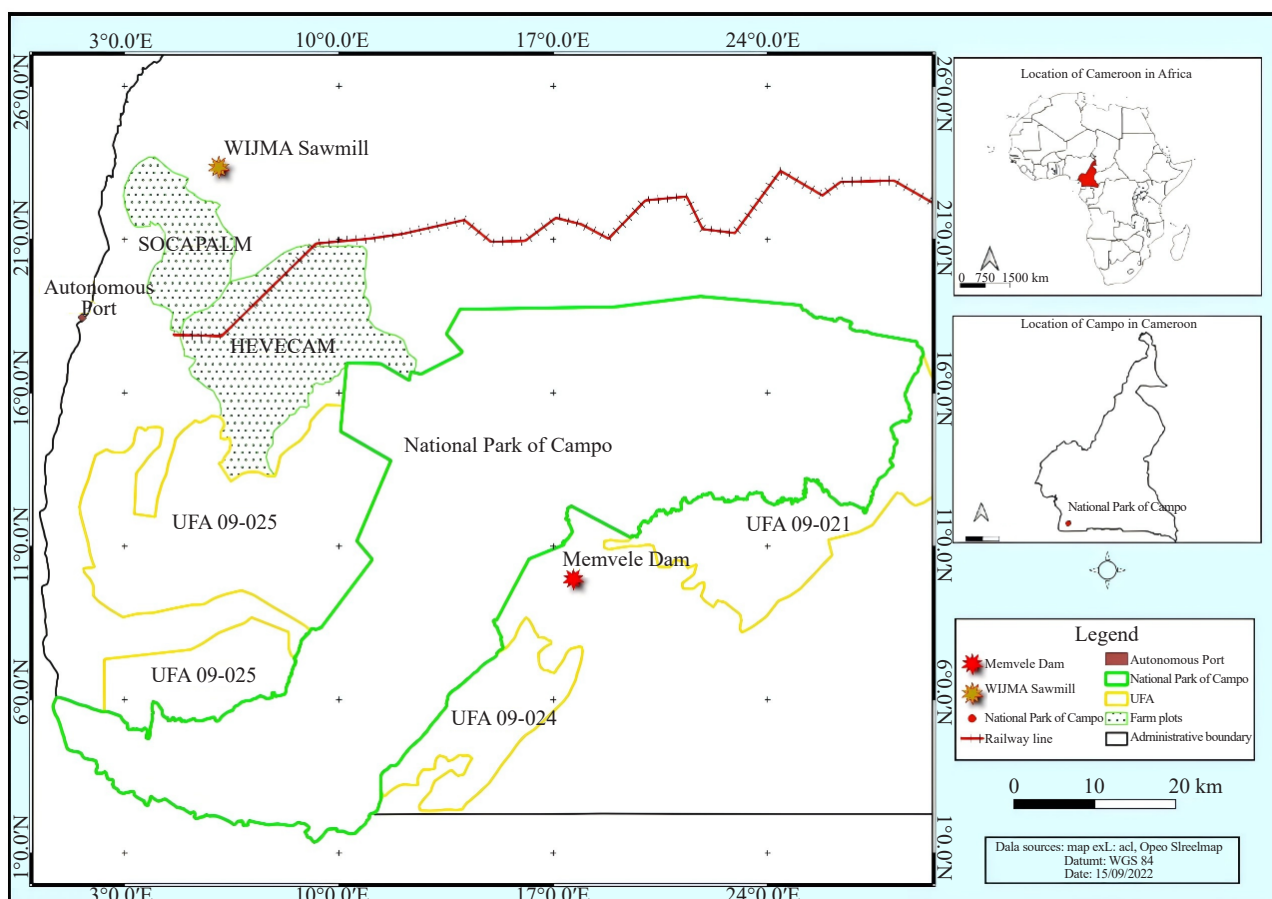 3°0.0′E
10°0.0′E
17°0.0′E
24°0.0′E
26°0.0′N
21°0.0′N
16°0.0′N
11°0.0′N
6°0.0′N
1°0.0′N
26°0.0′N
21°0.0′N
16°0.0′N
11°0.0′N
6°0.0′N
1°0.0′N
3°0.0′E
10°0.0′E
17°0.0′E
24°0.0′E
WIJMA Sawmill
SOCAPALM
Autonomous
Port
HEVECAM
National Park of Campo
UFA 09-025
UFA 09-021
Memvele Dam
UFA 09-025
UFA 09-024
Location of Cameroon in Africa
0 750 1500 km
Location of Campo in Cameroon
National Park of Campo
Legend
Memvele Dam
WIJMA Sawmill
National Park of Campo
Railway line
Autonomous Port
National Park of Campo
UFA
Farm plots
Administrative boundary
0 10 20 km
Dala sources: map exL: acl, Opeo Slreelmap
Datumt: WGS 84
Date: 15/09/2022